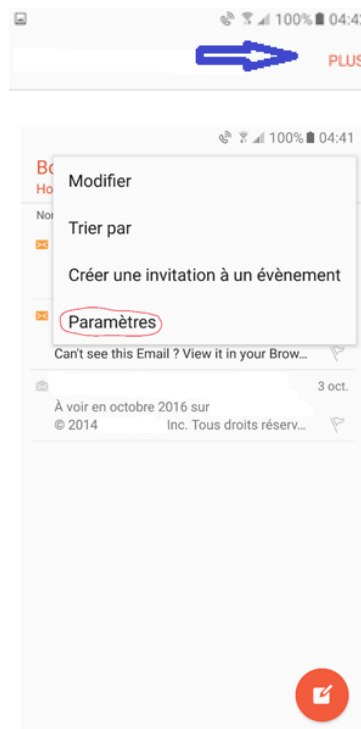 100% 04:42
PLUS
100% 04:41
Modifier
Trier par
Créer une invitation à un évènement
Paramètres
Can't see this Email ? View it in your Brow...
3 oct.
À voir en octobre 2016 sur
© 2014 Inc. Tous droits réserv...